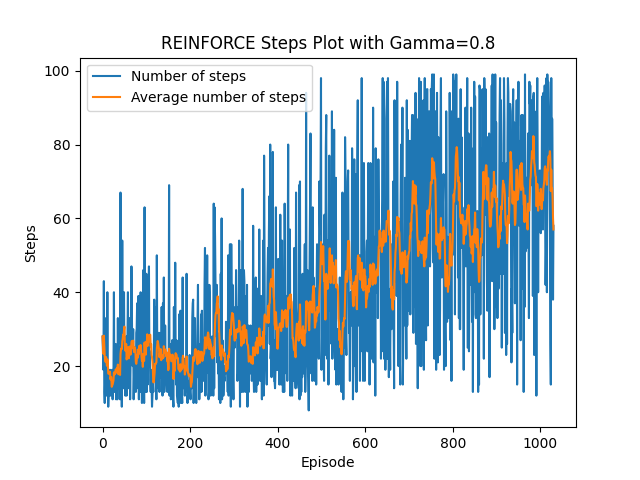 REINFORCE Steps Plot with Gamma=0.8
Number of steps
Average number of steps
100
80
60
40
20
Steps
0 200 400 600 800 1000
Episode